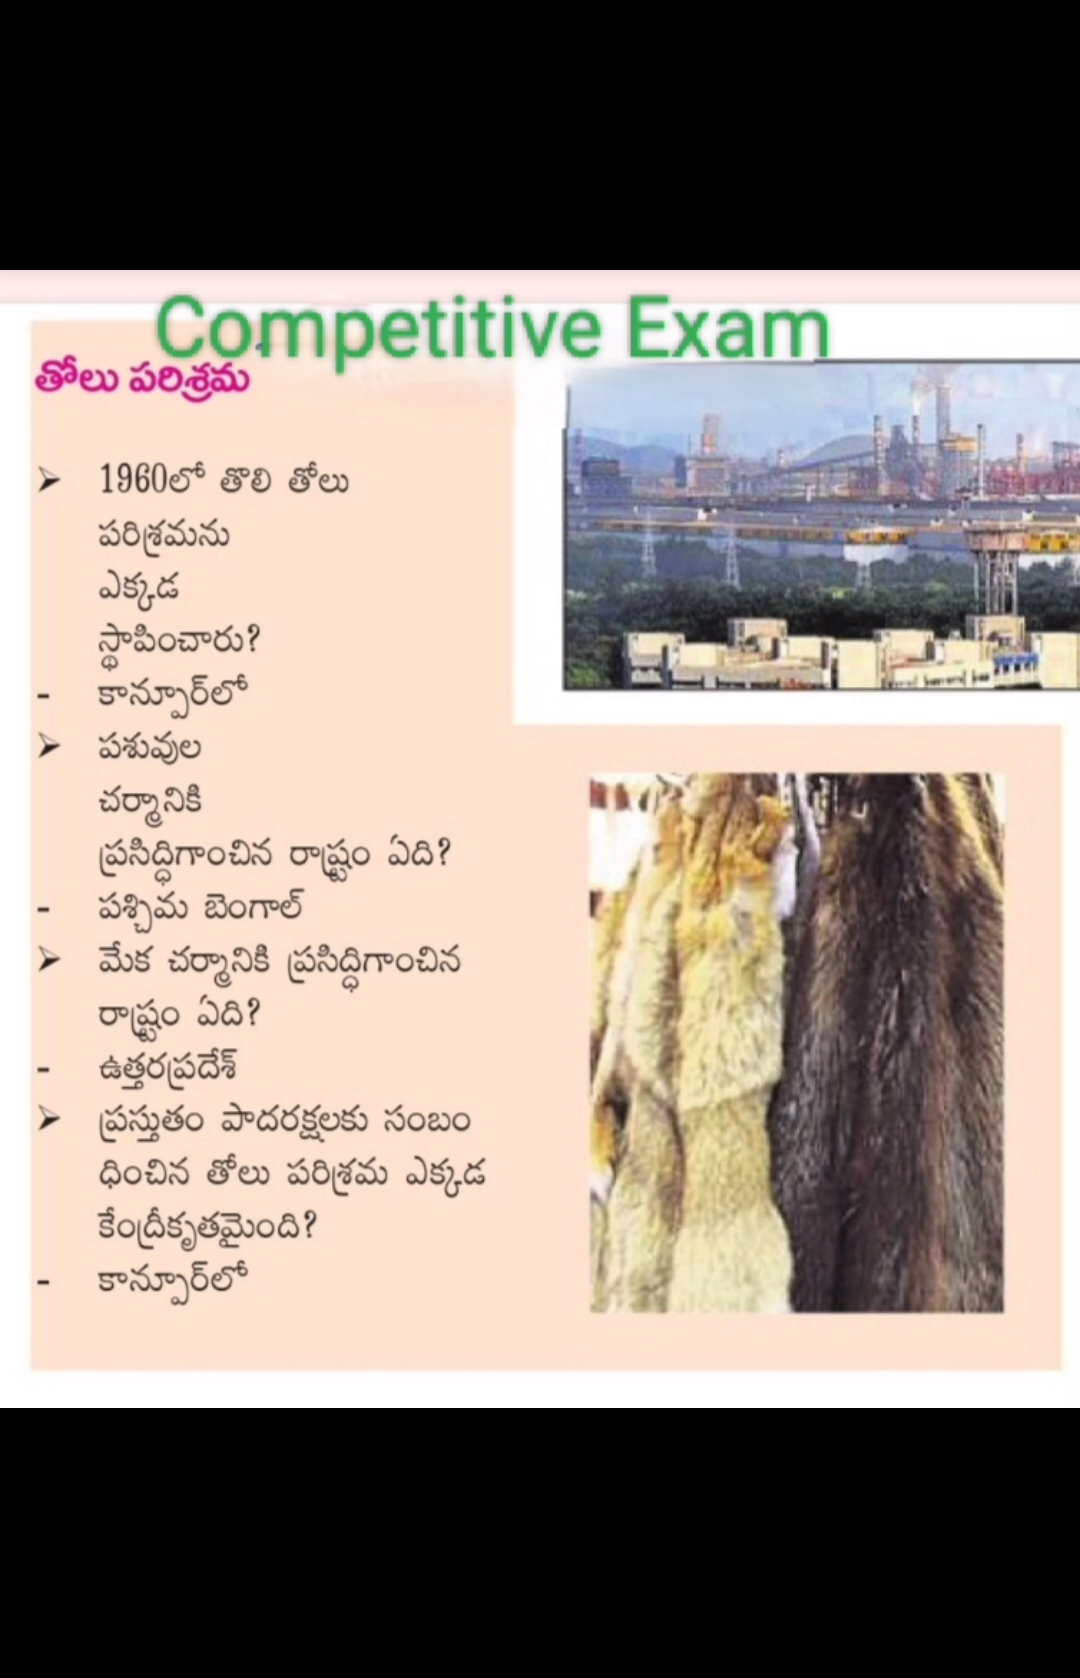 Competitive Exam
తోలు పరిశ్రమ
➢ 1960లో తొలి తోలు
పరిశ్రమను
ఎక్కడ
స్థాపించారు?
- కాన్పూర్‌లో
➢ పశువుల
చర్మానికి
ప్రసిద్ధిగాంచిన రాష్ట్రం ఏది?
- పశ్చిమ బెంగాల్
➢ మేక చర్మానికి ప్రసిద్ధిగాంచిన
రాష్ట్రం ఏది?
- ఉత్తరప్రదేశ్
➢ ప్రస్తుతం పాదరక్షలకు సంబం
ధించిన తోలు పరిశ్రమ ఎక్కడ
కేంద్రీకృతమైంది?
- కాన్పూర్‌లో